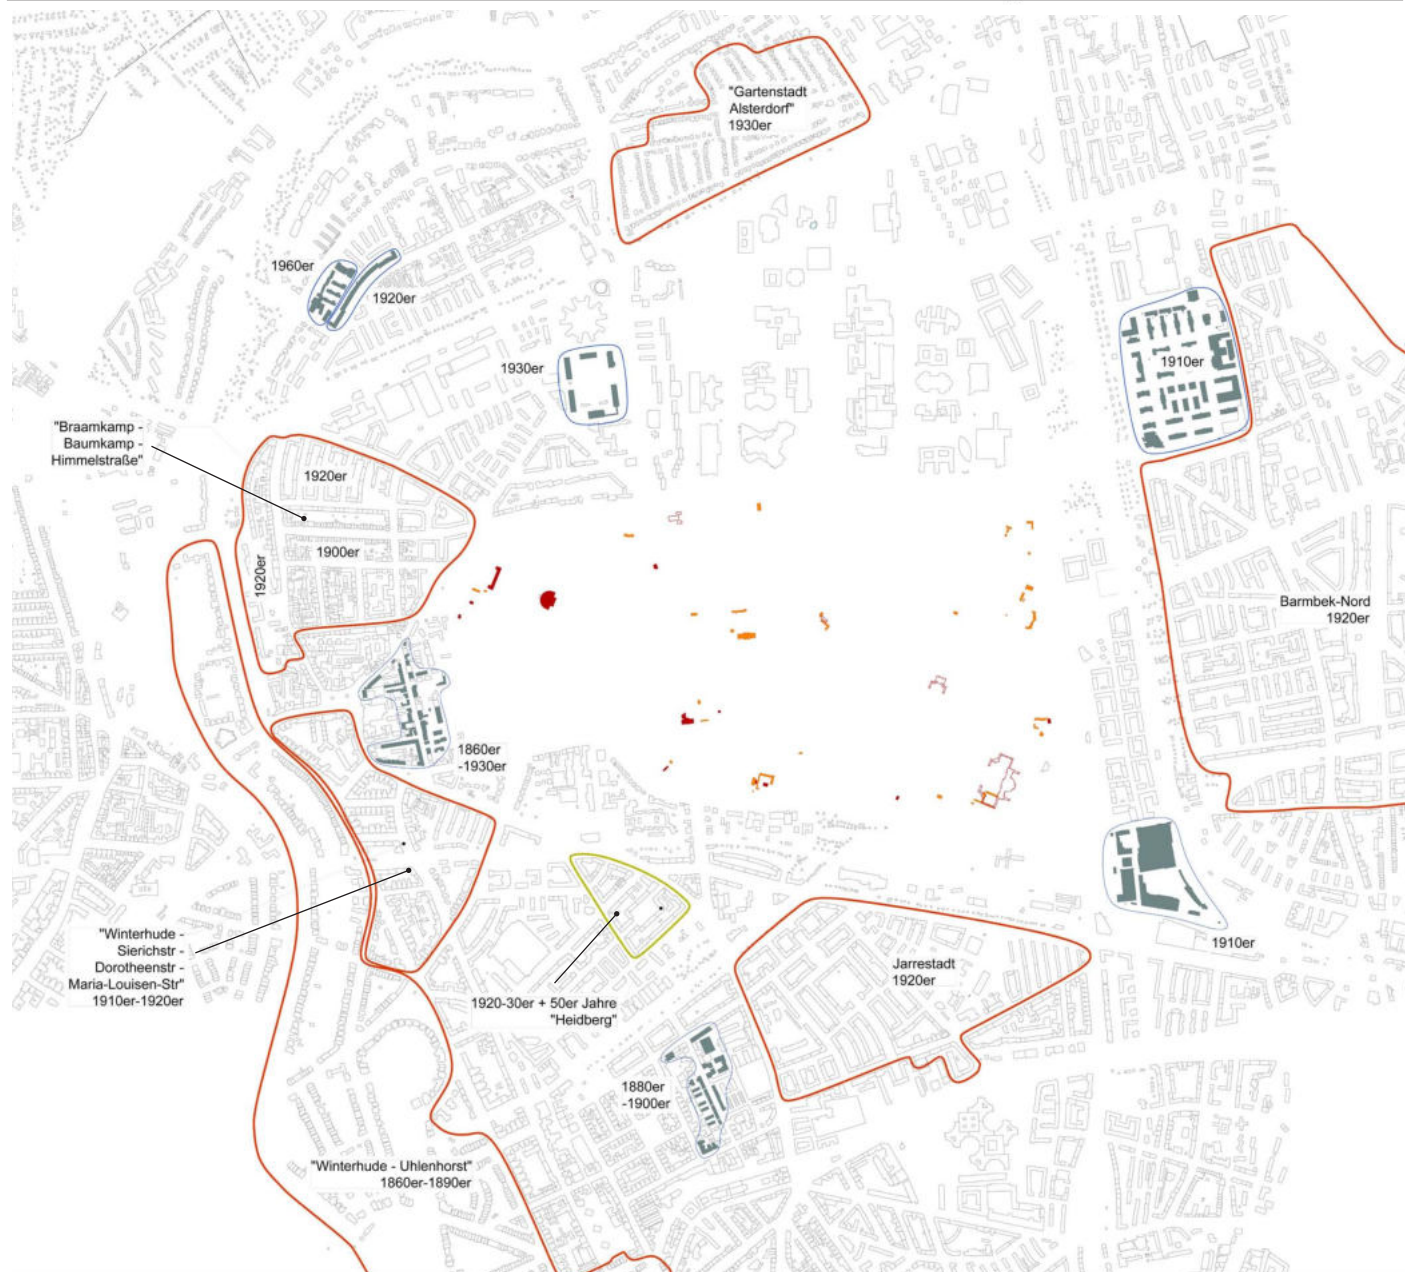 "Gartenstadt
Alsterdorf"
1930er
1960er
1920er
1930er
1910er
"Braamkamp -
Baumkamp -
Himmelstraße"
1920er
1900er
1920er
Barmbek-Nord
1920er
1860er
-1930er
"Winterhude -
Sierichstr -
Dorotheenstr -
Maria-Louisen-Str"
1910er-1920er
1910er
Jarrestadt
1920er
1920-30er + 50er Jahre
"Heidberg"
1880er
-1900er
"Winterhude - Uhlenhorst"
1860er-1890er